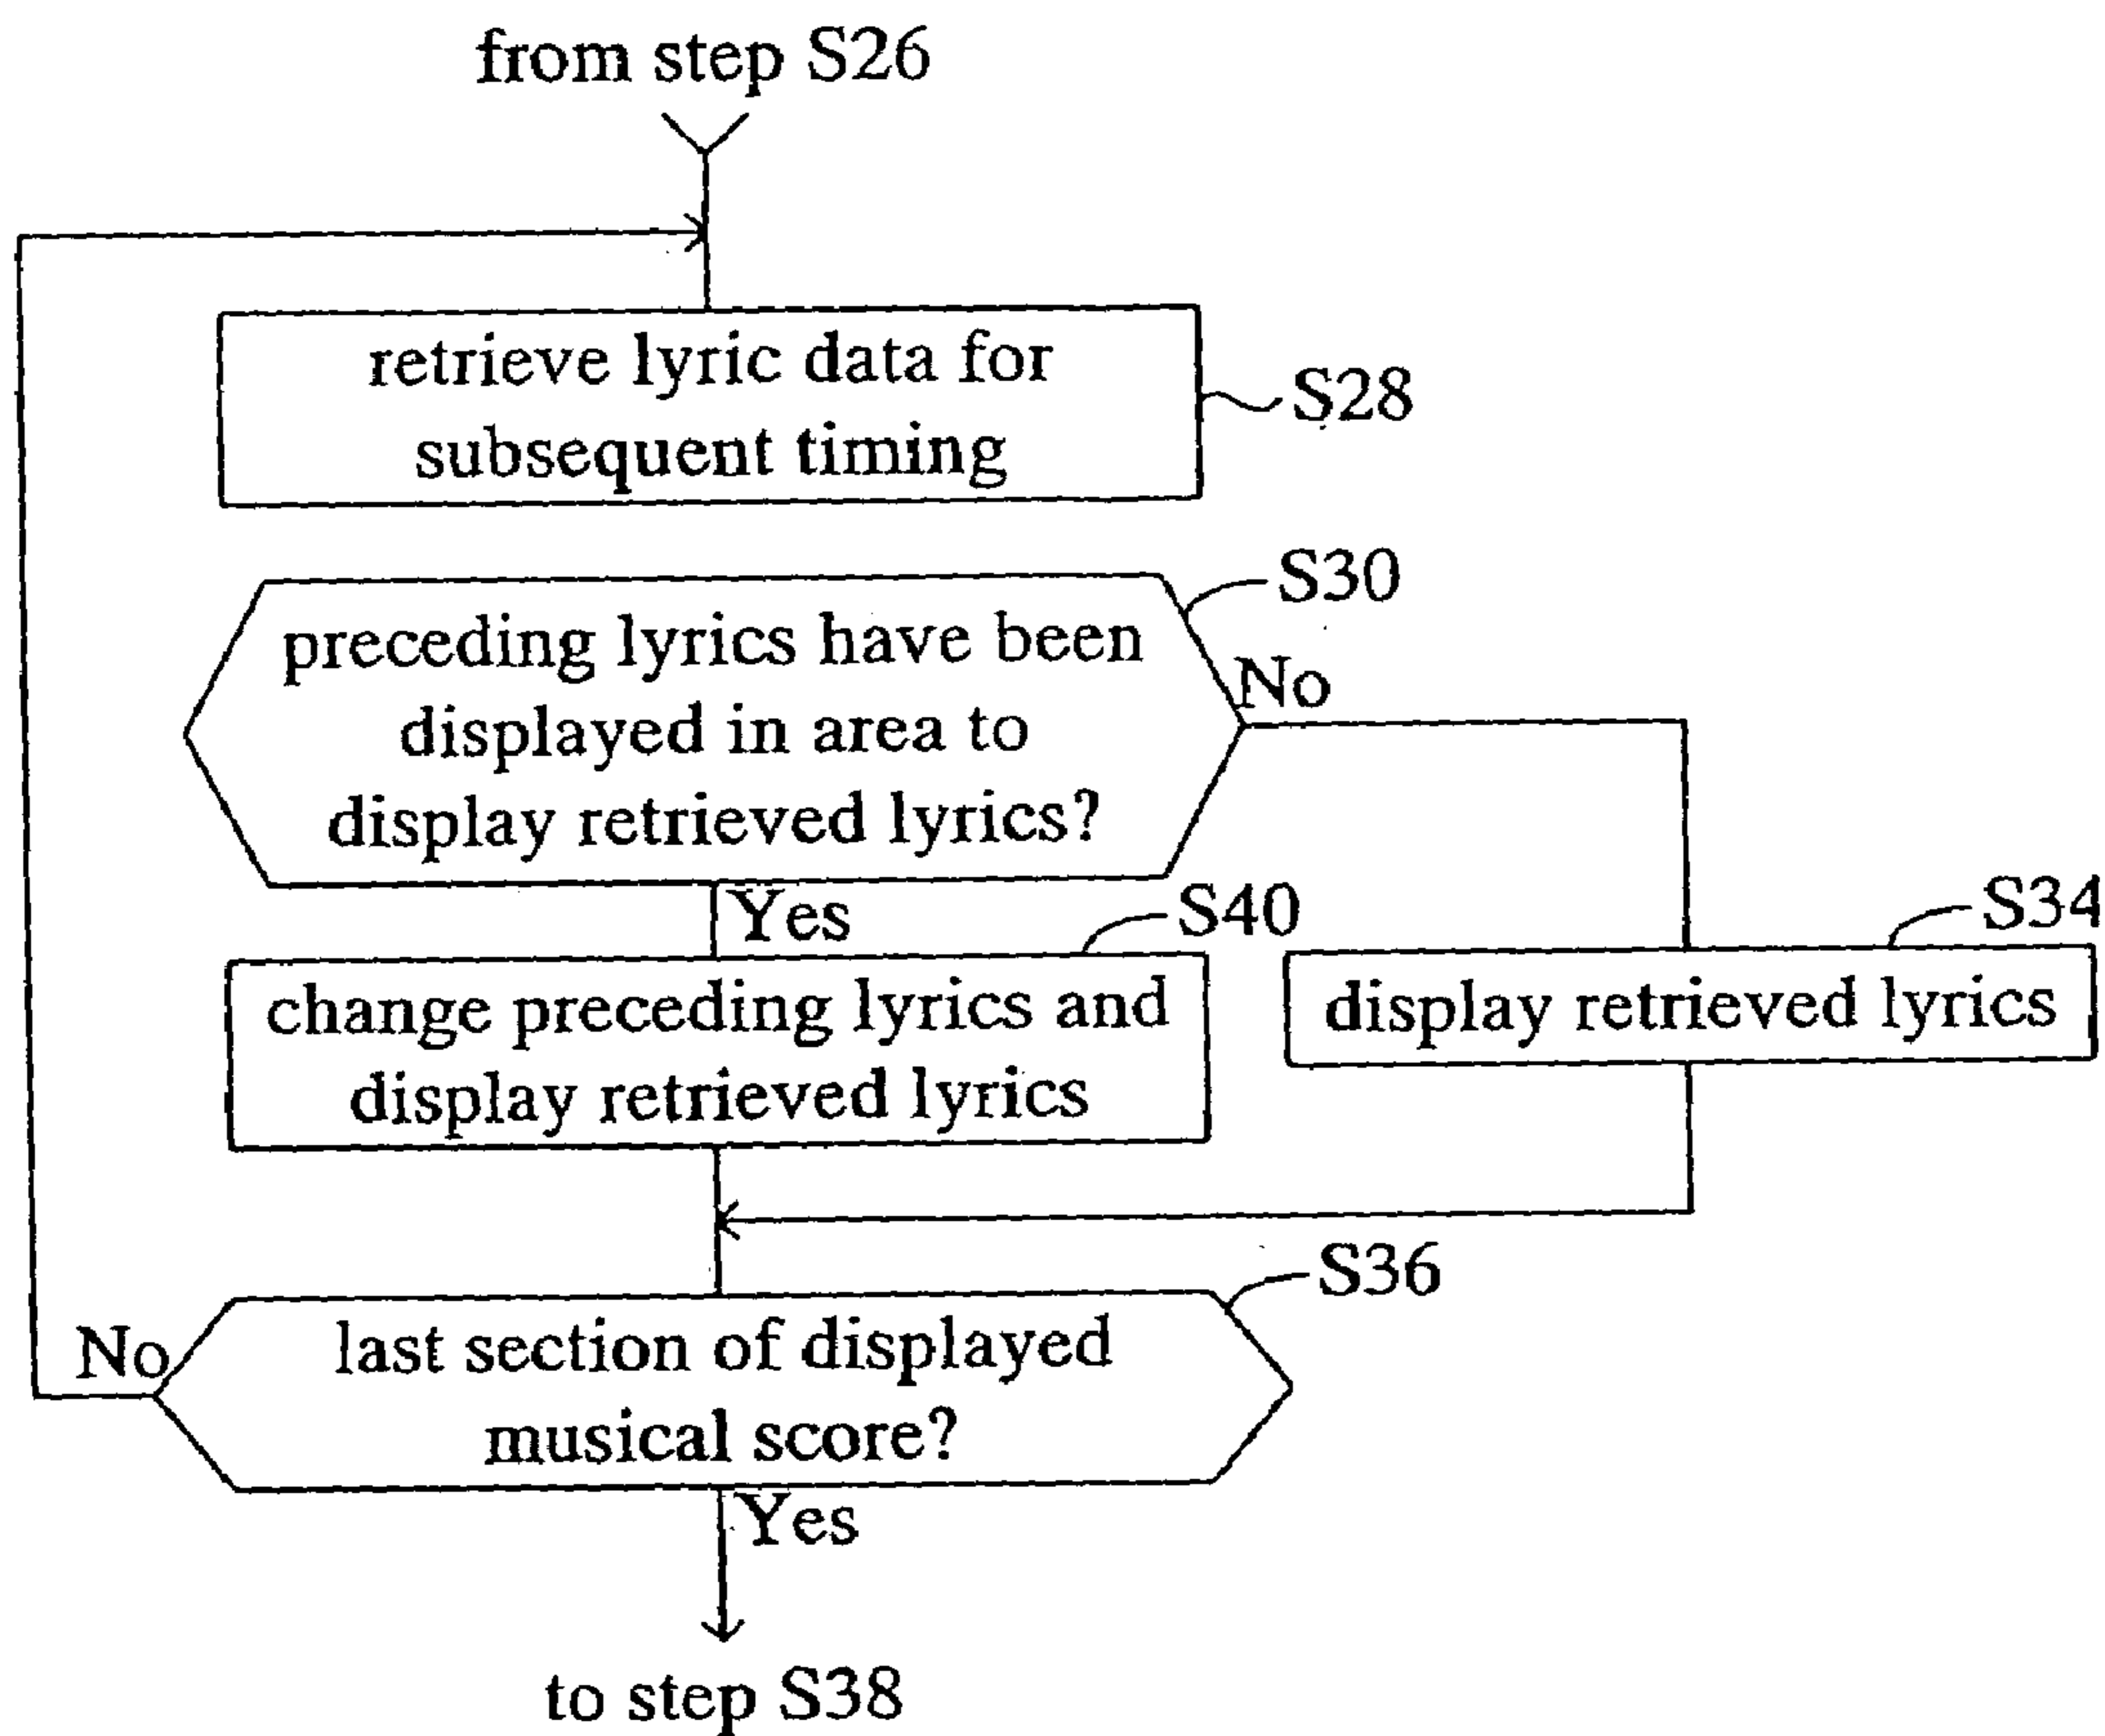 from step S26
retrieve lyric data for
subsequent timing
S28
S30
preceding lyrics have been
displayed in area to
display retrieved lyrics?
No
Yes
S40
change preceding lyrics and
display retrieved lyrics
S34
display retrieved lyrics
S36
last section of displayed
musical score?
No
Yes
to step S38